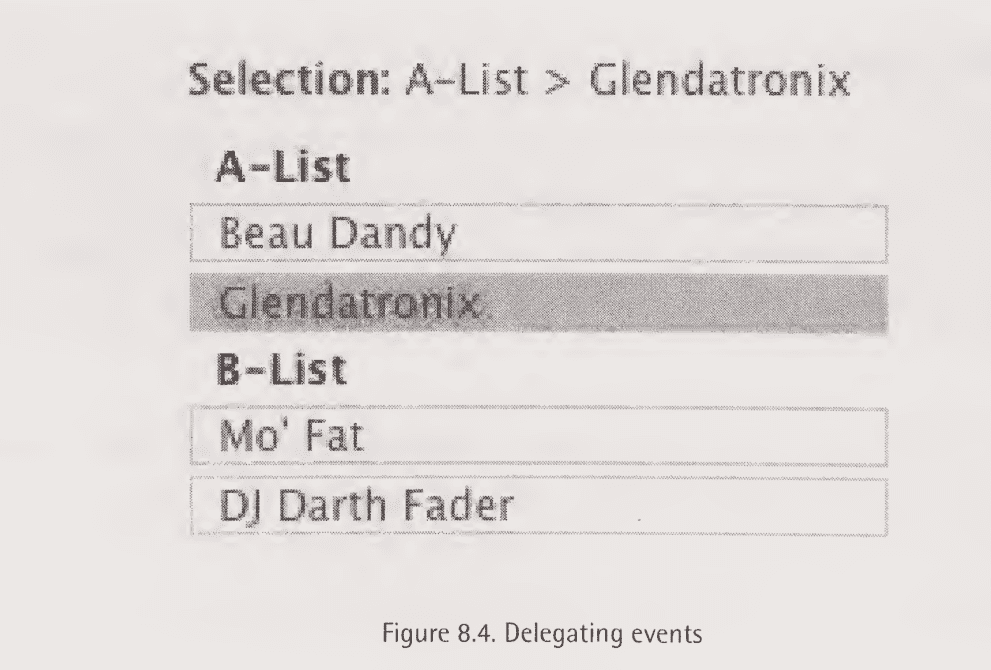 Selection: A-List > Glendatronix
A-List
Beau Dandy
Glendatronix
B-List
Mo' Fat
DJ Darth Fader
Figure 8.4. Delegating events